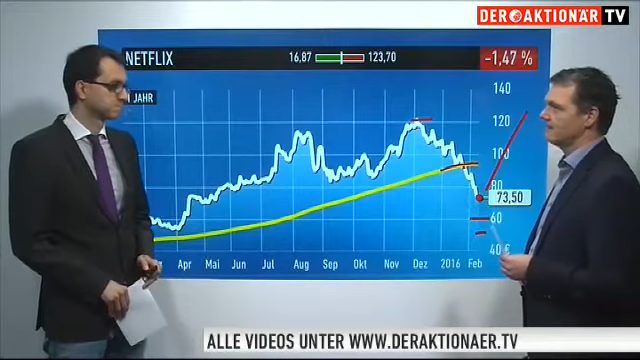 DER AKTIONÄR TV
NETFLIX 16,87 123,70 -1,47 %
1 JAHR
140
120
100
80
73,50
60
40 €
Apr Mai Jun Jul Aug Sep Okt Nov Dez 2016 Feb
ALLE VIDEOS UNTER WWW.DERAKTIONAER.TV